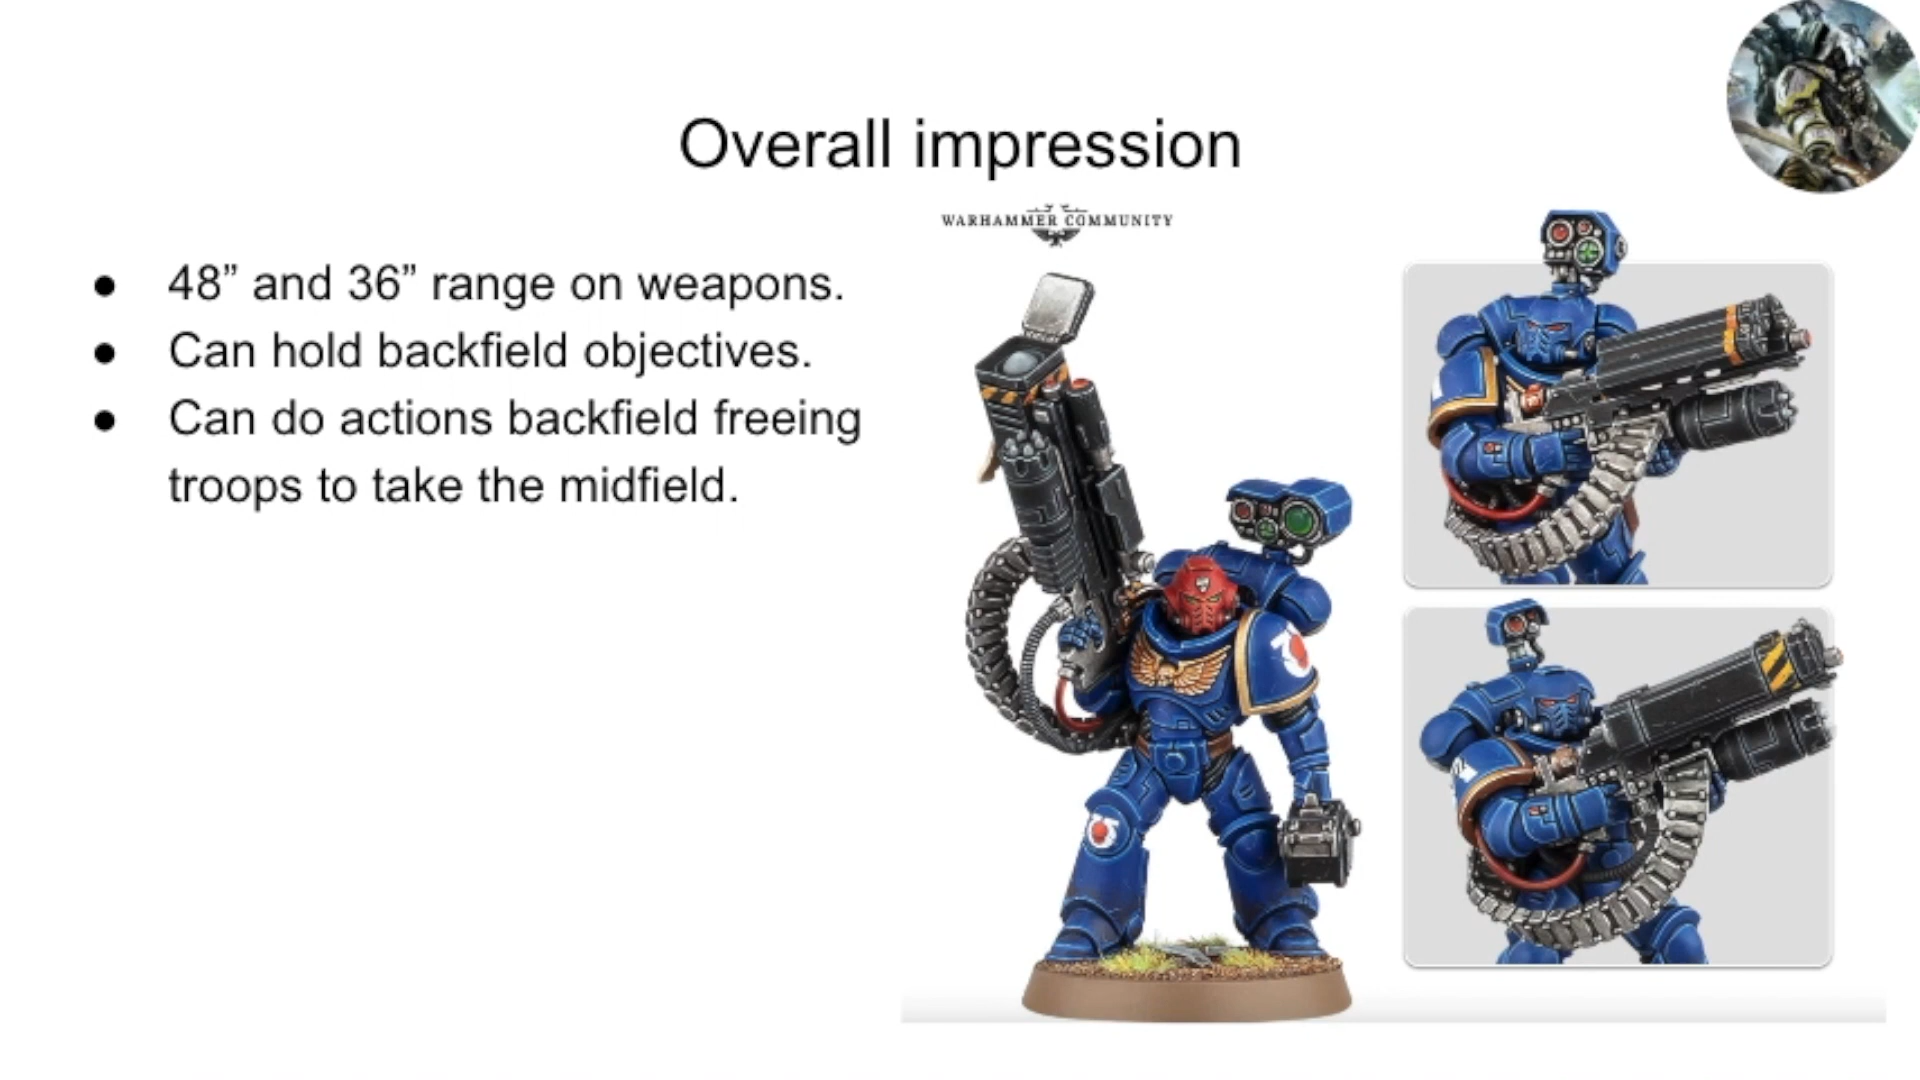 Overall impression
WARHAMMER COMMUNITY
● 48” and 36” range on weapons.
● Can hold backfield objectives.
● Can do actions backfield freeing
troops to take the midfield.